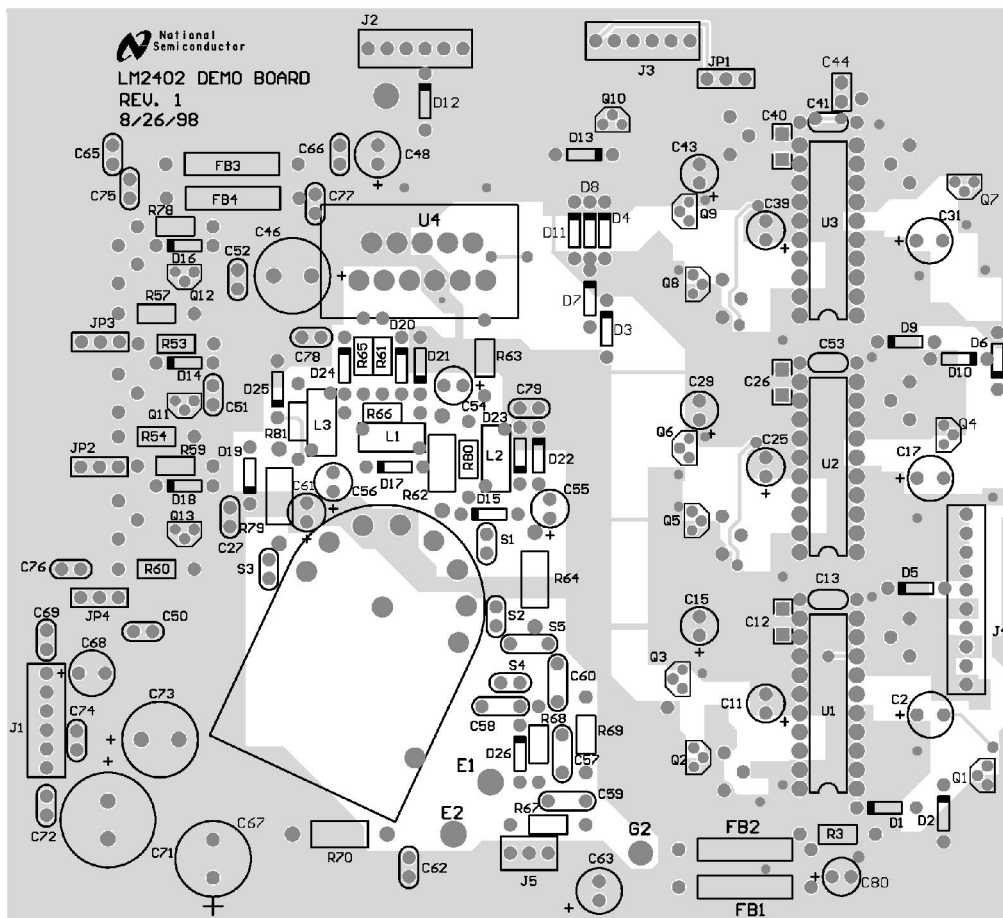 National
Semiconductor
LM2402 DEMO BOARD
REV. 1
8/26/98
J2
D12
J3
JP1
C44
Q10
C41
C40
D13
C65
C75
FB3
FB4
C66
C48
+
C77
C43
+
Q7
R78
D16
Q12
C52
C46
+
U4
D8
D11
D4
Q9
C39
+
U3
C31
+
Q8
D7
D3
R57
JP3
R53
D14
C78
D20
D24
R65
R61
D21
R63
+
C54
D9
D10
D6
C53
C26
C29
+
D25
C51
Q11
R54
R81
L3
R66
L1
C79
D23
L2
R80
D22
Q6
C25
+
U2
Q4
C17
+
JP2
R59
D18
Q13
D19
R79
C27
C61
+
C56
+
D17
R62
D15
C55
+
Q5
S1
S3
C76
R60
JP4
R64
D5
C13
C12
J4
C69
C68
+
C50
S2
S5
C15
+
S4
C60
Q3
J1
C74
C73
+
C58
R68
R69
D26
C57
C11
+
U1
C2
+
Q2
Q1
E1
C59
R67
C72
+
C71
C67
+
E2
R70
C62
J5
G2
C63
+
FB2
FB1
R3
D1
D2
+
C80